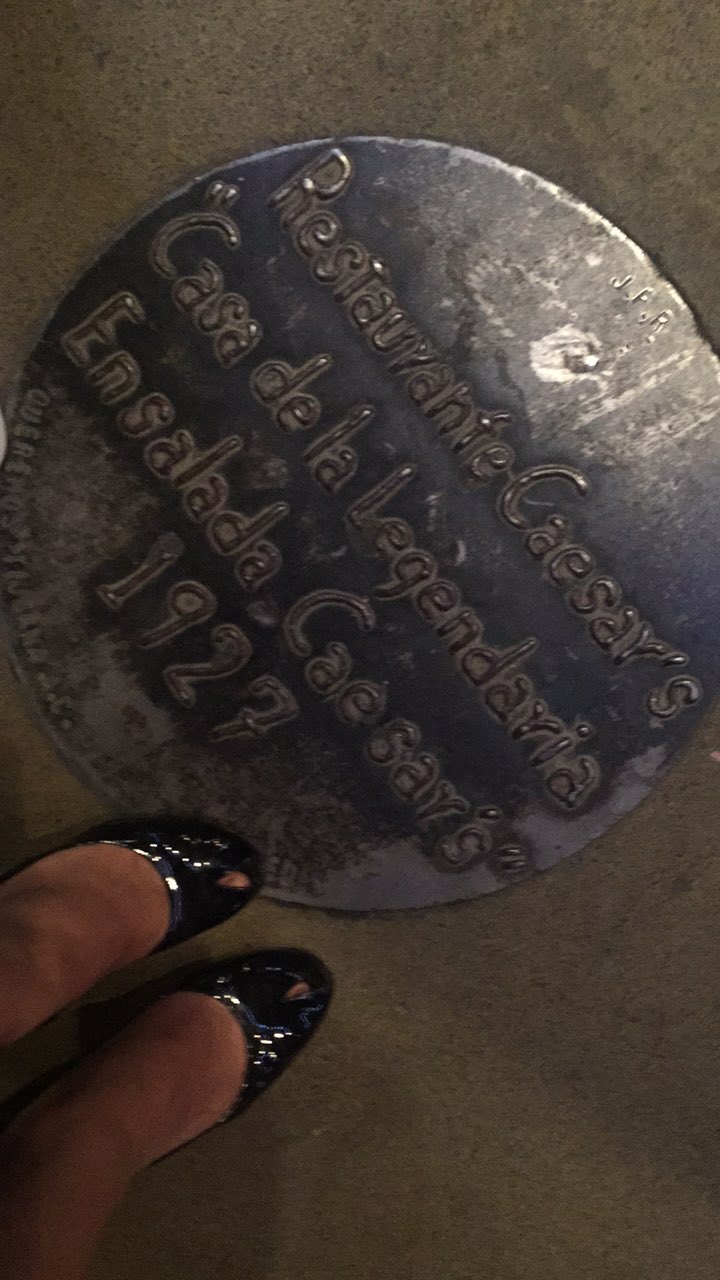 J.F.R.
Restaurante Caesar's
"Casa de la Legendaria
Ensalada Caesar's"
1927